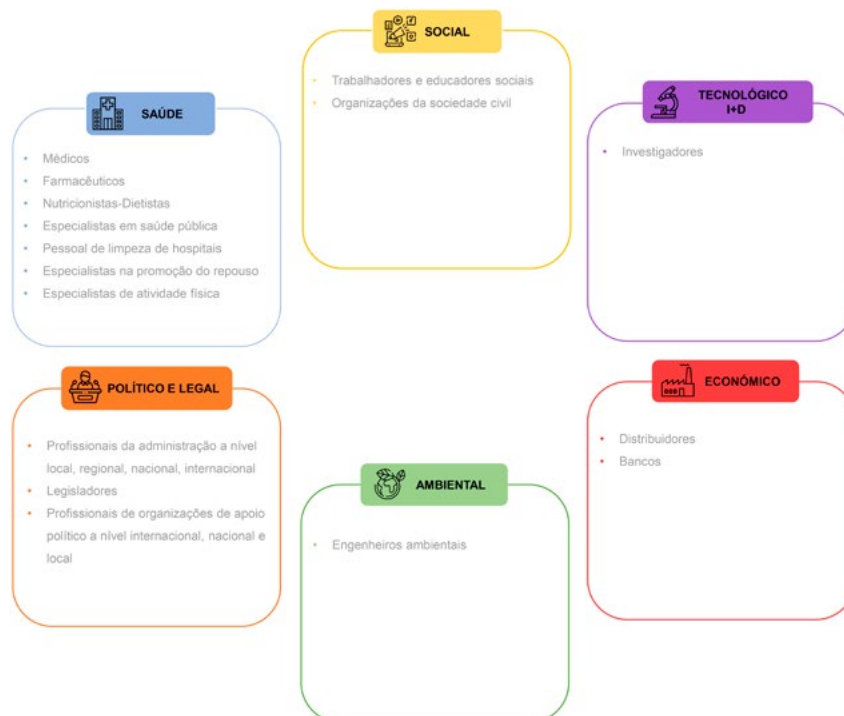 SOCIAL
Trabalhadores e educadores sociais
Organizações da sociedade civil
SAÚDE
Médicos
Farmacêuticos
Nutricionistas-Dietistas
Especialistas em saúde pública
Pessoal de limpeza de hospitais
Especialistas na promoção do repouso
Especialistas de atividade física
TECNOLÓGICO
I+D
Investigadores
POLÍTICO E LEGAL
Profissionais da administração a nível
local, regional, nacional, internacional
Legisladores
Profissionais de organizações de apoio
político a nível internacional, nacional e
local
AMBIENTAL
Engenheiros ambientais
ECONÓMICO
Distribuidores
Bancos